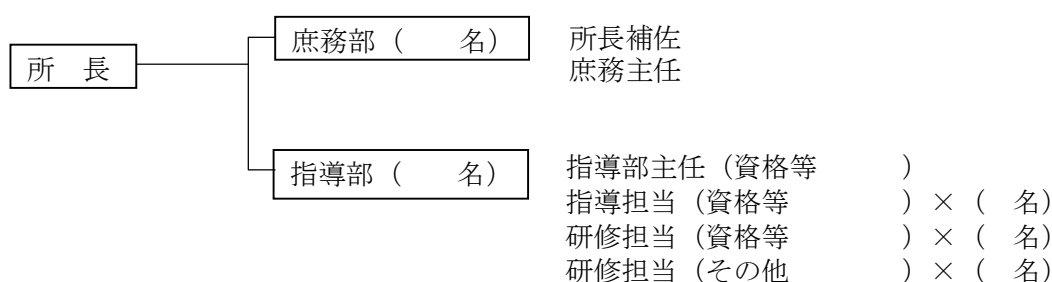 庶務部（　　名）　所長補佐
所　長　庶務主任
指導部（　　名）　指導部主任（資格等　　　　）
指導担当（資格等　　　　）×（　名）
研修担当（資格等　　　　）×（　名）
研修担当（その他　　　　）×（　名）